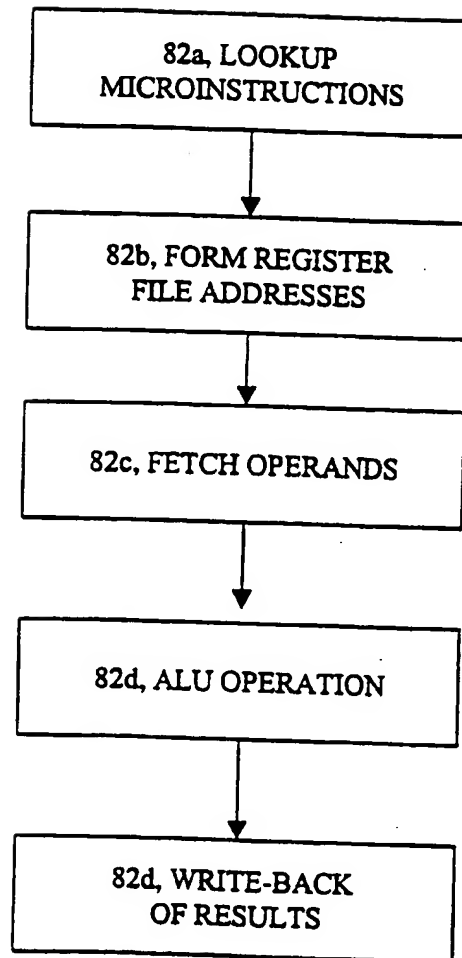 82a, LOOKUP
MICROINSTRUCTIONS
82b, FORM REGISTER
FILE ADDRESSES
82c, FETCH OPERANDS
82d, ALU OPERATION
82d, WRITE-BACK
OF RESULTS